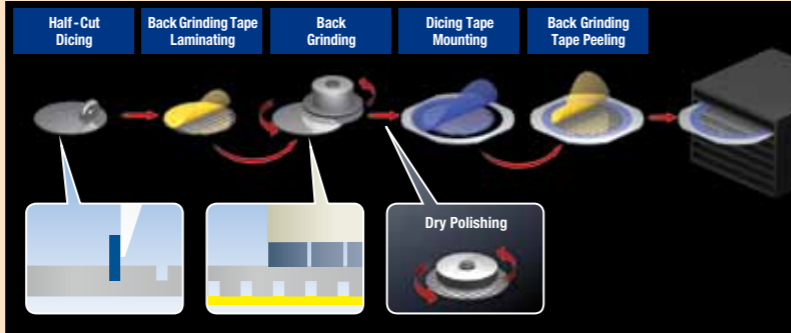 Half-Cut
Dicing
Back Grinding Tape
Laminating
Back
Grinding
Dicing Tape
Mounting
Back Grinding
Tape Peeling
Dry Polishing